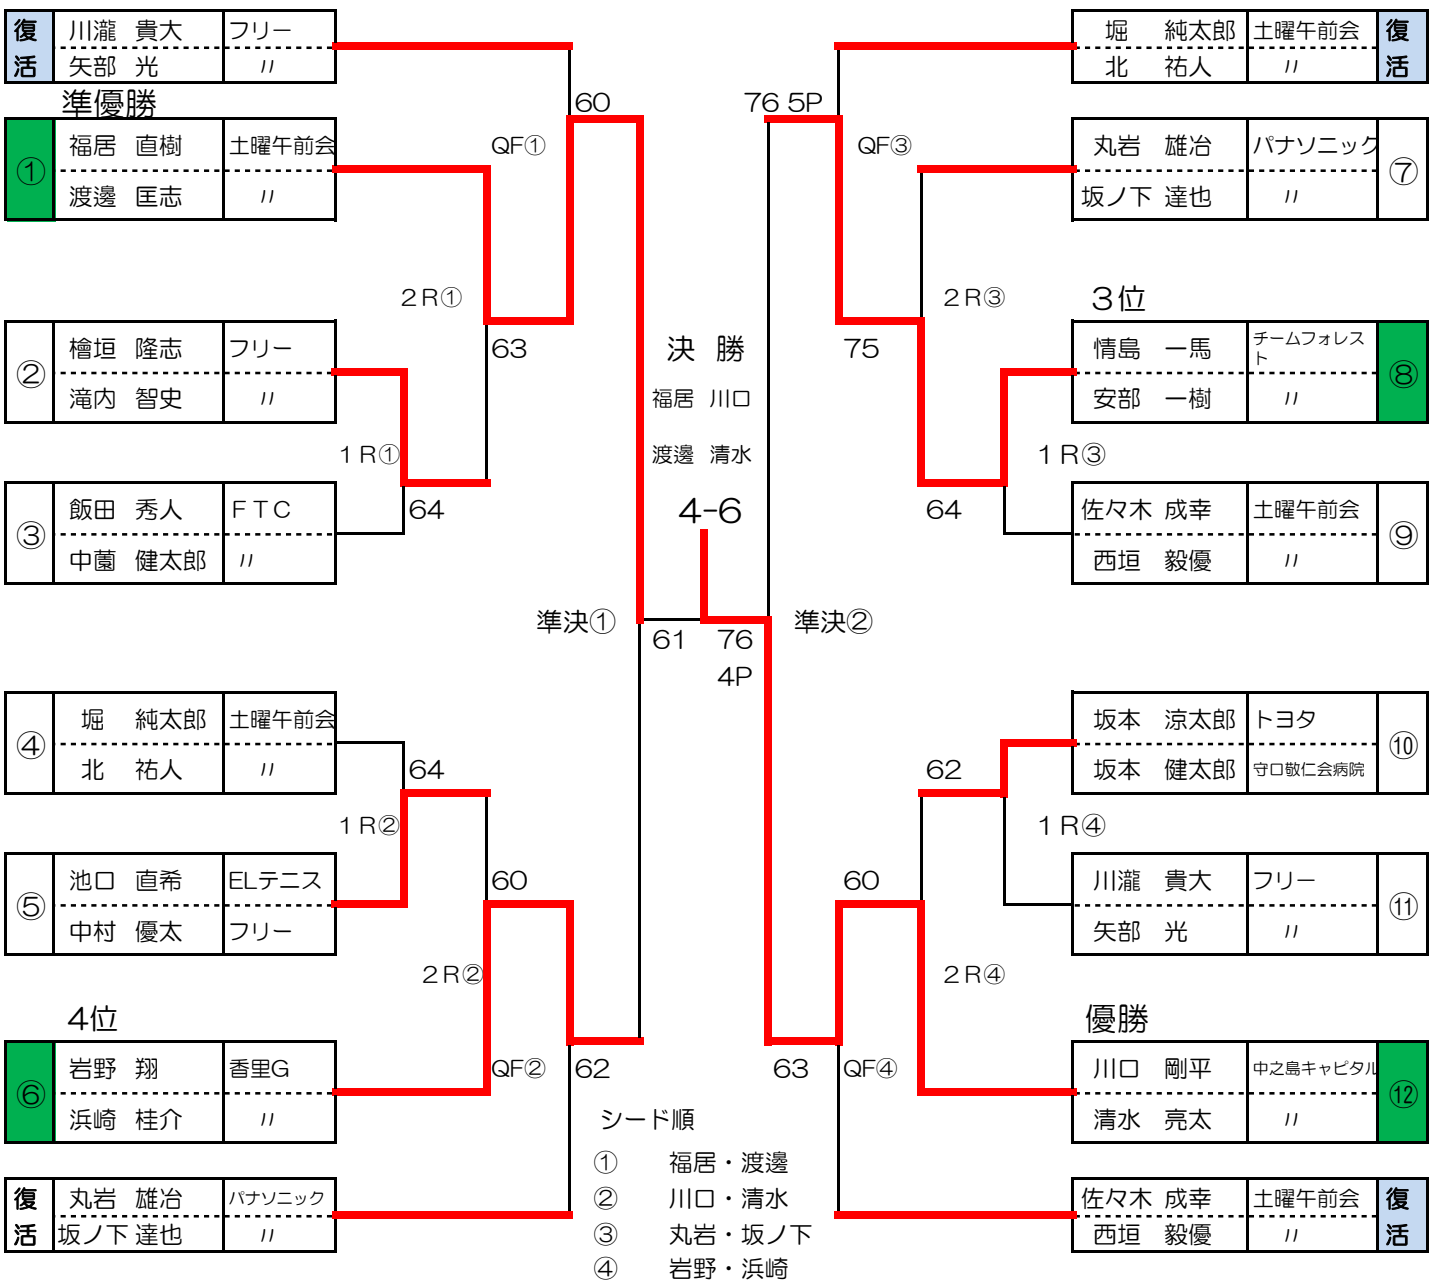 復活
川瀧 貴大 フリー
矢部 光 〃
準優勝
①
福居 直樹 土曜午前会
渡邊 匡志 〃
②
檜垣 隆志 フリー
滝内 智史 〃
③
飯田 秀人 ＦＴＣ
中薗 健太郎 〃
④
堀 純太郎 土曜午前会
北 祐人 〃
⑤
池口 直希 ELテニス
中村 優太 フリー
4位
⑥
岩野 翔 香里G
浜崎 桂介 〃
復活
丸岩 雄冶 パナソニック
坂ノ下 達也 〃
60
QF①
２R①
63
１R①
64
64
１R②
60
２R②
QF②
62
準決①
61
決 勝
福居 川口
渡邊 清水
4-6
76
4P
準決②
シード順
① 福居・渡邊
② 川口・清水
③ 丸岩・坂ノ下
④ 岩野・浜崎
76 5P
QF③
２R③
75
１R③
64
62
１R④
60
２R④
63
QF④
堀 純太郎 土曜午前会
北 祐人 〃
復活
丸岩 雄冶 パナソニック
坂ノ下 達也 〃
⑦
３位
情島 一馬 チームフォレス
ト
安部 一樹 〃
⑧
佐々木 成幸 土曜午前会
西垣 毅優 〃
⑨
坂本 涼太郎 トヨタ
坂本 健太郎 守口敬仁会病院
⑩
川瀧 貴大 フリー
矢部 光 〃
⑪
優勝
川口 剛平 中之島キャピタル
清水 亮太 〃
⑫
佐々木 成幸 土曜午前会
西垣 毅優 〃
復活